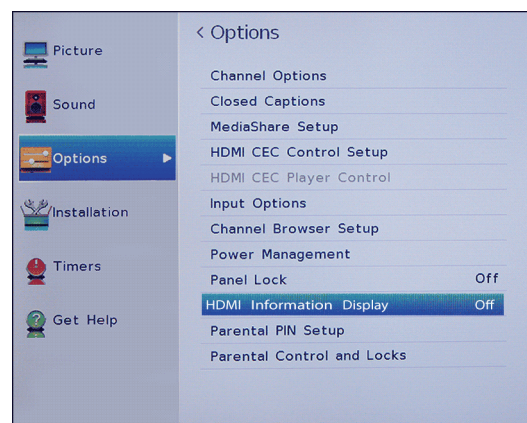 Picture
Sound
Options
Installation
Timers
Get Help
< Options
Channel Options
Closed Captions
MediaShare Setup
HDMI CEC Control Setup
HDMI CEC Player Control
Input Options
Channel Browser Setup
Power Management
Panel Lock Off
HDMI Information Display Off
Parental PIN Setup
Parental Control and Locks